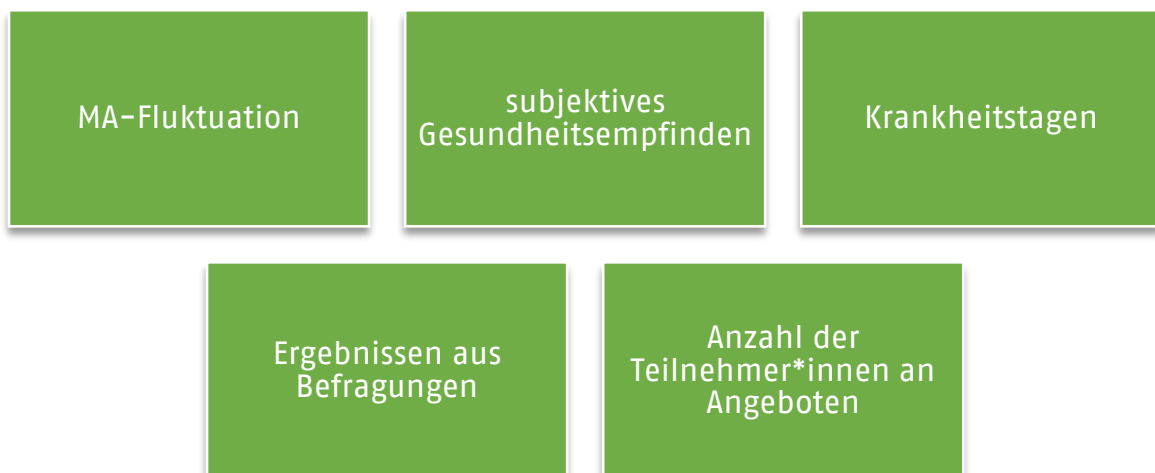 MA-Fluktuation
subjektives
Gesundheitsempfinden
Krankheitstagen
Ergebnissen aus
Befragungen
Anzahl der
Teilnehmer*innen an
Angeboten